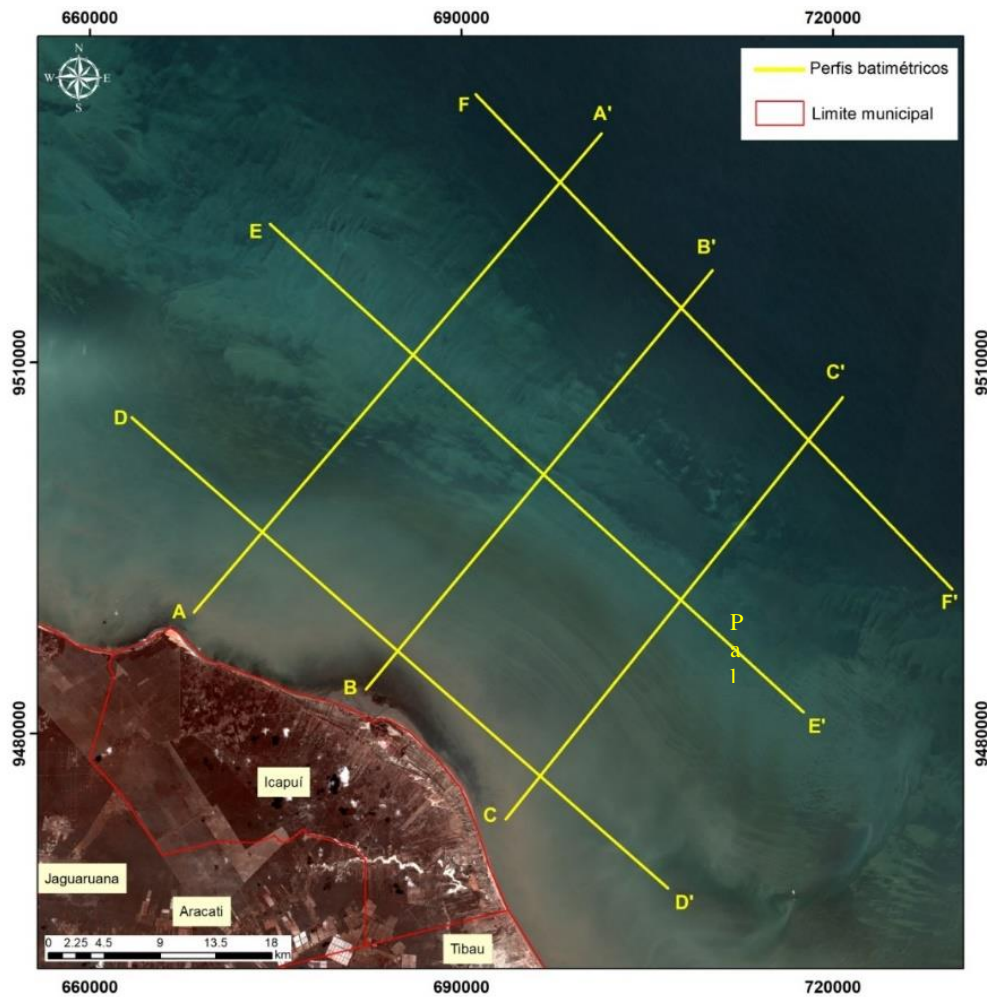 660000 690000 720000
N
W E
S
Perfis batimétricos
Limite municipal
F
A'
E
B'
9510000
9510000
C'
D
A
F'
P
a
l
B
E'
9480000
9480000
Icapuí
C
Jaguaruana
D'
Aracati
Tibau
0 2.25 4.5 9 13.5 18
km
660000 690000 720000